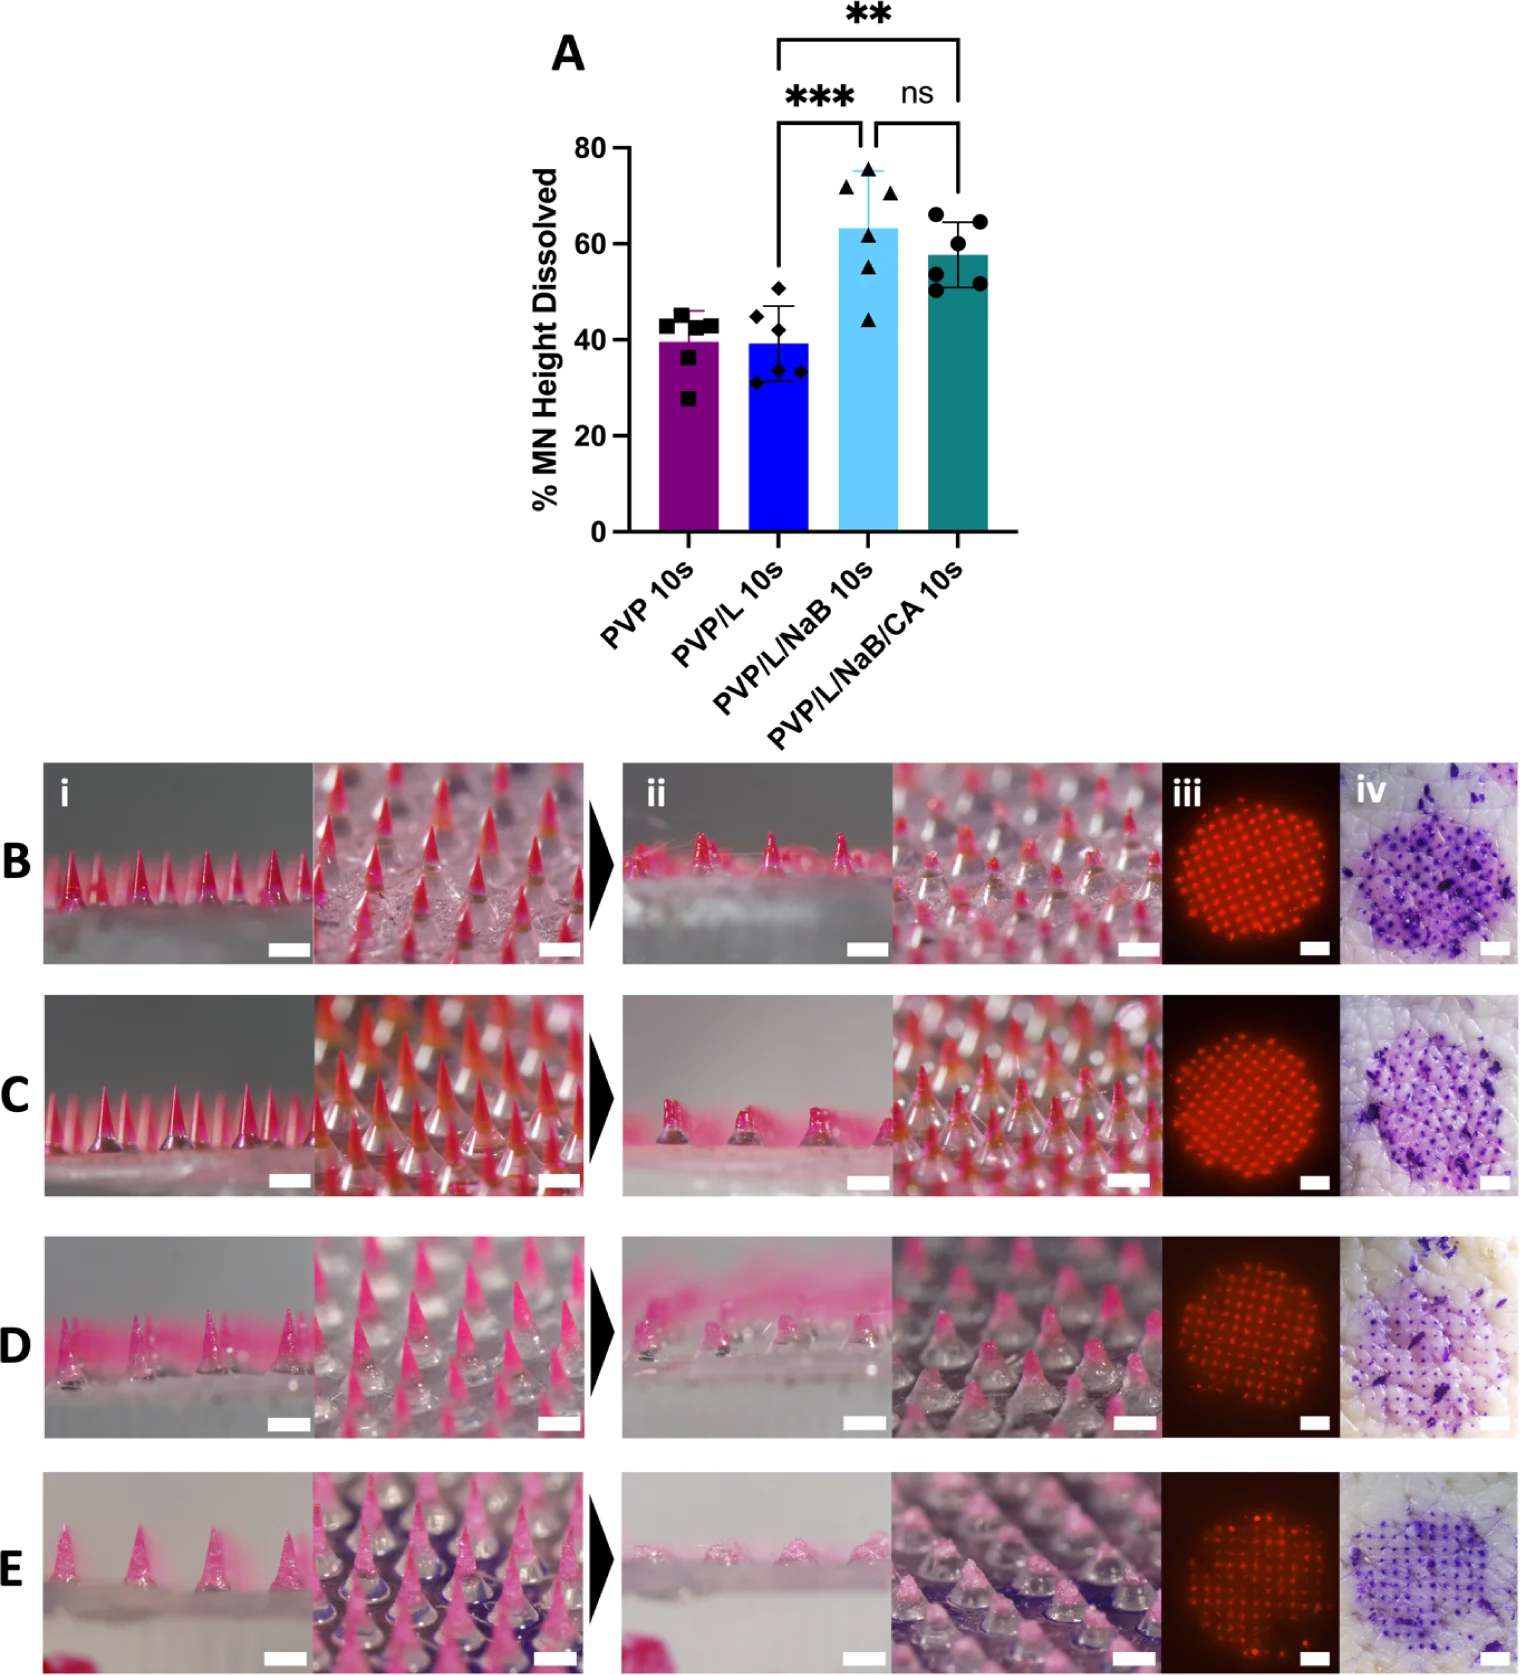 **
A
***
ns
80
60
40
20
0
% MN Height Dissolved
PVP 10s
PVP/L 10s
PVP/L/NaB 10s
PVP/L/NaB/CA 10s
i
ii
iii
iv
B
C
D
E